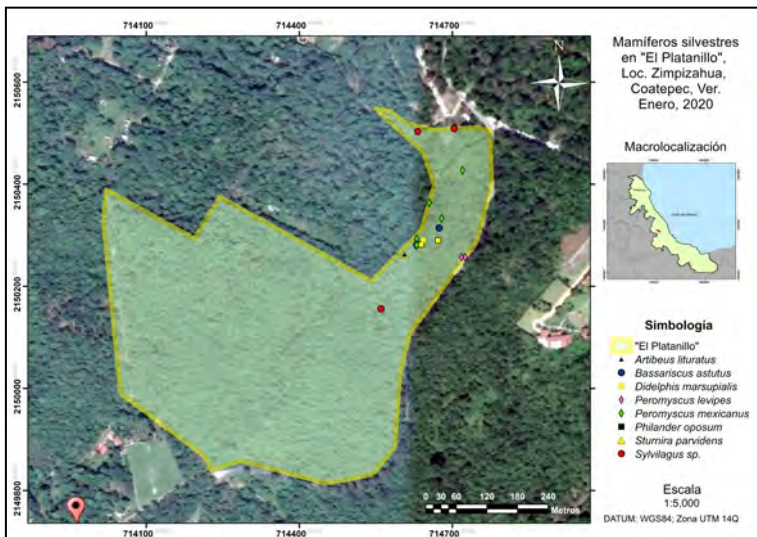 714100
714400
714700
2150600
2150400
2150200
2150000
2149800
714100
714400
714700
N
0 30 60 120 180 240
Metros
Mamíferos silvestres
en "El Platanillo",
Loc. Zimpizahua,
Coatepec, Ver.
Enero, 2020
Macrolocalización
Simbología
"El Platanillo"
Artibeus lituratus
Bassariscus astutus
Didelphis marsupialis
Peromyscus levipes
Peromyscus mexicanus
Philander oposum
Sturnira parvidens
Sylvilagus sp.
Escala
1:5,000
DATUM: WGS84; Zona UTM 14Q